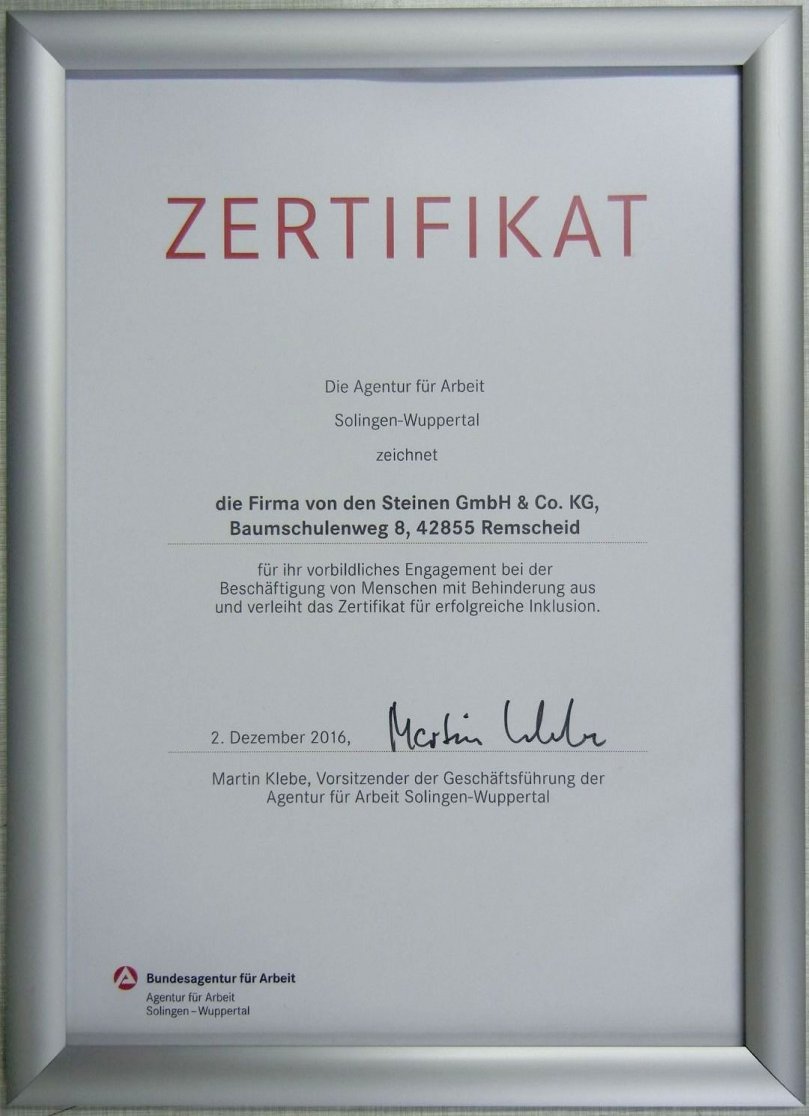 ZERTIFIKAT
Die Agentur für Arbeit
Solingen-Wuppertal
zeichnet
die Firma von den Steinen GmbH & Co. KG,
Baumschulenweg 8, 42855 Remscheid
für ihr vorbildliches Engagement bei der
Beschäftigung von Menschen mit Behinderung aus
und verleiht das Zertifikat für erfolgreiche Inklusion.
2. Dezember 2016, Martin Klebe
Martin Klebe, Vorsitzender der Geschäftsführung der
Agentur für Arbeit Solingen-Wuppertal
Bundesagentur für Arbeit
Agentur für Arbeit
Solingen – Wuppertal